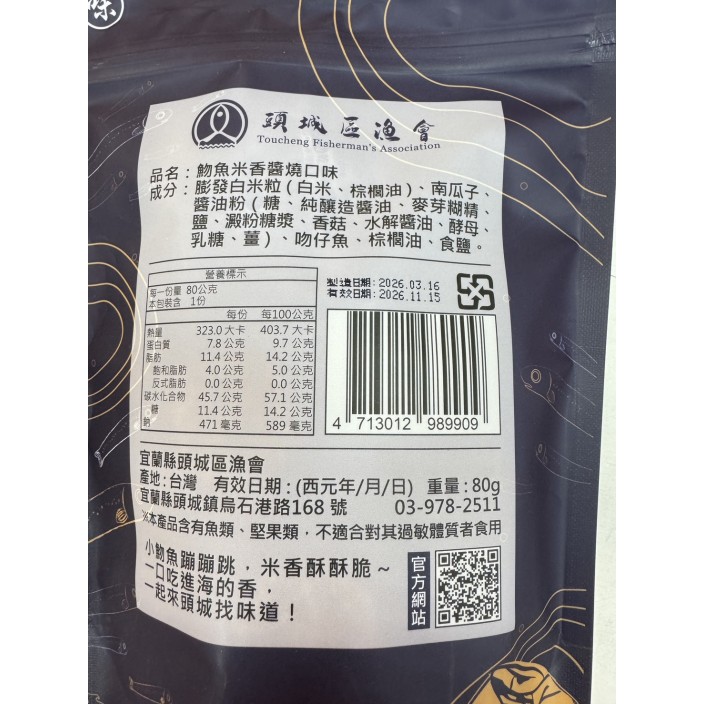 味
頭城區漁會
Toucheng Fisherman's Association
品名：魩魚米香醬燒口味
成分：膨發白米粒(白米、棕櫚油)、南瓜子、
醬油粉(糖、純釀造醬油、麥芽糊精、
鹽、澱粉糖漿、香菇、水解醬油、酵母、
乳糖、薑)、吻仔魚、棕櫚油、食鹽。
營養標示
每一份量 80公克
本包裝含 1份
每份 每100公克
熱量 323.0 大卡 403.7 大卡
蛋白質 7.8 公克 9.7 公克
脂肪 11.4 公克 14.2 公克
飽和脂肪 4.0 公克 5.0 公克
反式脂肪 0.0 公克 0.0 公克
碳水化合物 45.7 公克 57.1 公克
糖 11.4 公克 14.2 公克
鈉 471 毫克 589 毫克
製造日期：2026.03.16
有效日期：2026.11.15
4 713012 989909
宜蘭縣頭城區漁會
產地：台灣 有效日期：(西元年/月/日) 重量：80g
宜蘭縣頭城鎮烏石港路168號 03-978-2511
※本產品含有魚類、堅果類，不適合對其過敏體質者食用
小魩魚蹦蹦跳，米香酥酥脆～
一口吃進海的香，
一起來頭城找味道！
官方網站